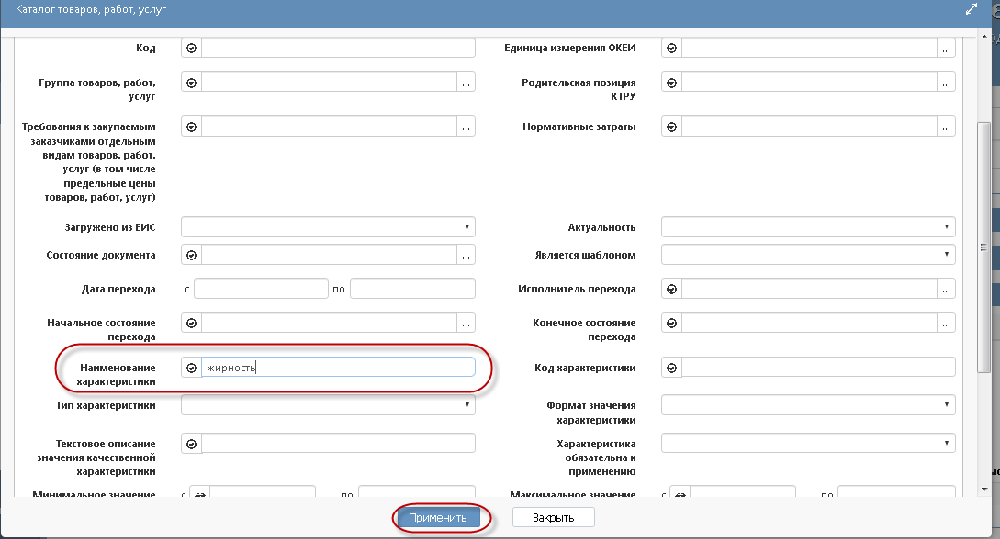 Каталог товаров, работ, услуг
Код
Единица измерения ОКЕИ
...
Группа товаров, работ,
услуг
...
Родительская позиция
КТРУ
...
Требования к закупаемым
заказчиками отдельным
видам товаров, работ,
услуг (в том числе
предельные цены
товаров, работ, услуг)
...
Нормативные затраты
...
Загружено из ЕИС
Актуальность
Состояние документа
...
Является шаблоном
Дата перехода
с
по
Исполнитель перехода
...
Начальное состояние
перехода
...
Конечное состояние
перехода
...
Наименование
характеристики
жирность
Код характеристики
Тип характеристики
Формат значения
характеристики
Текстовое описание
значения качественной
характеристики
Характеристика
обязательна к
применению
Минимальное значение
с
по
Максимальное значение
с
по
Применить
Закрыть